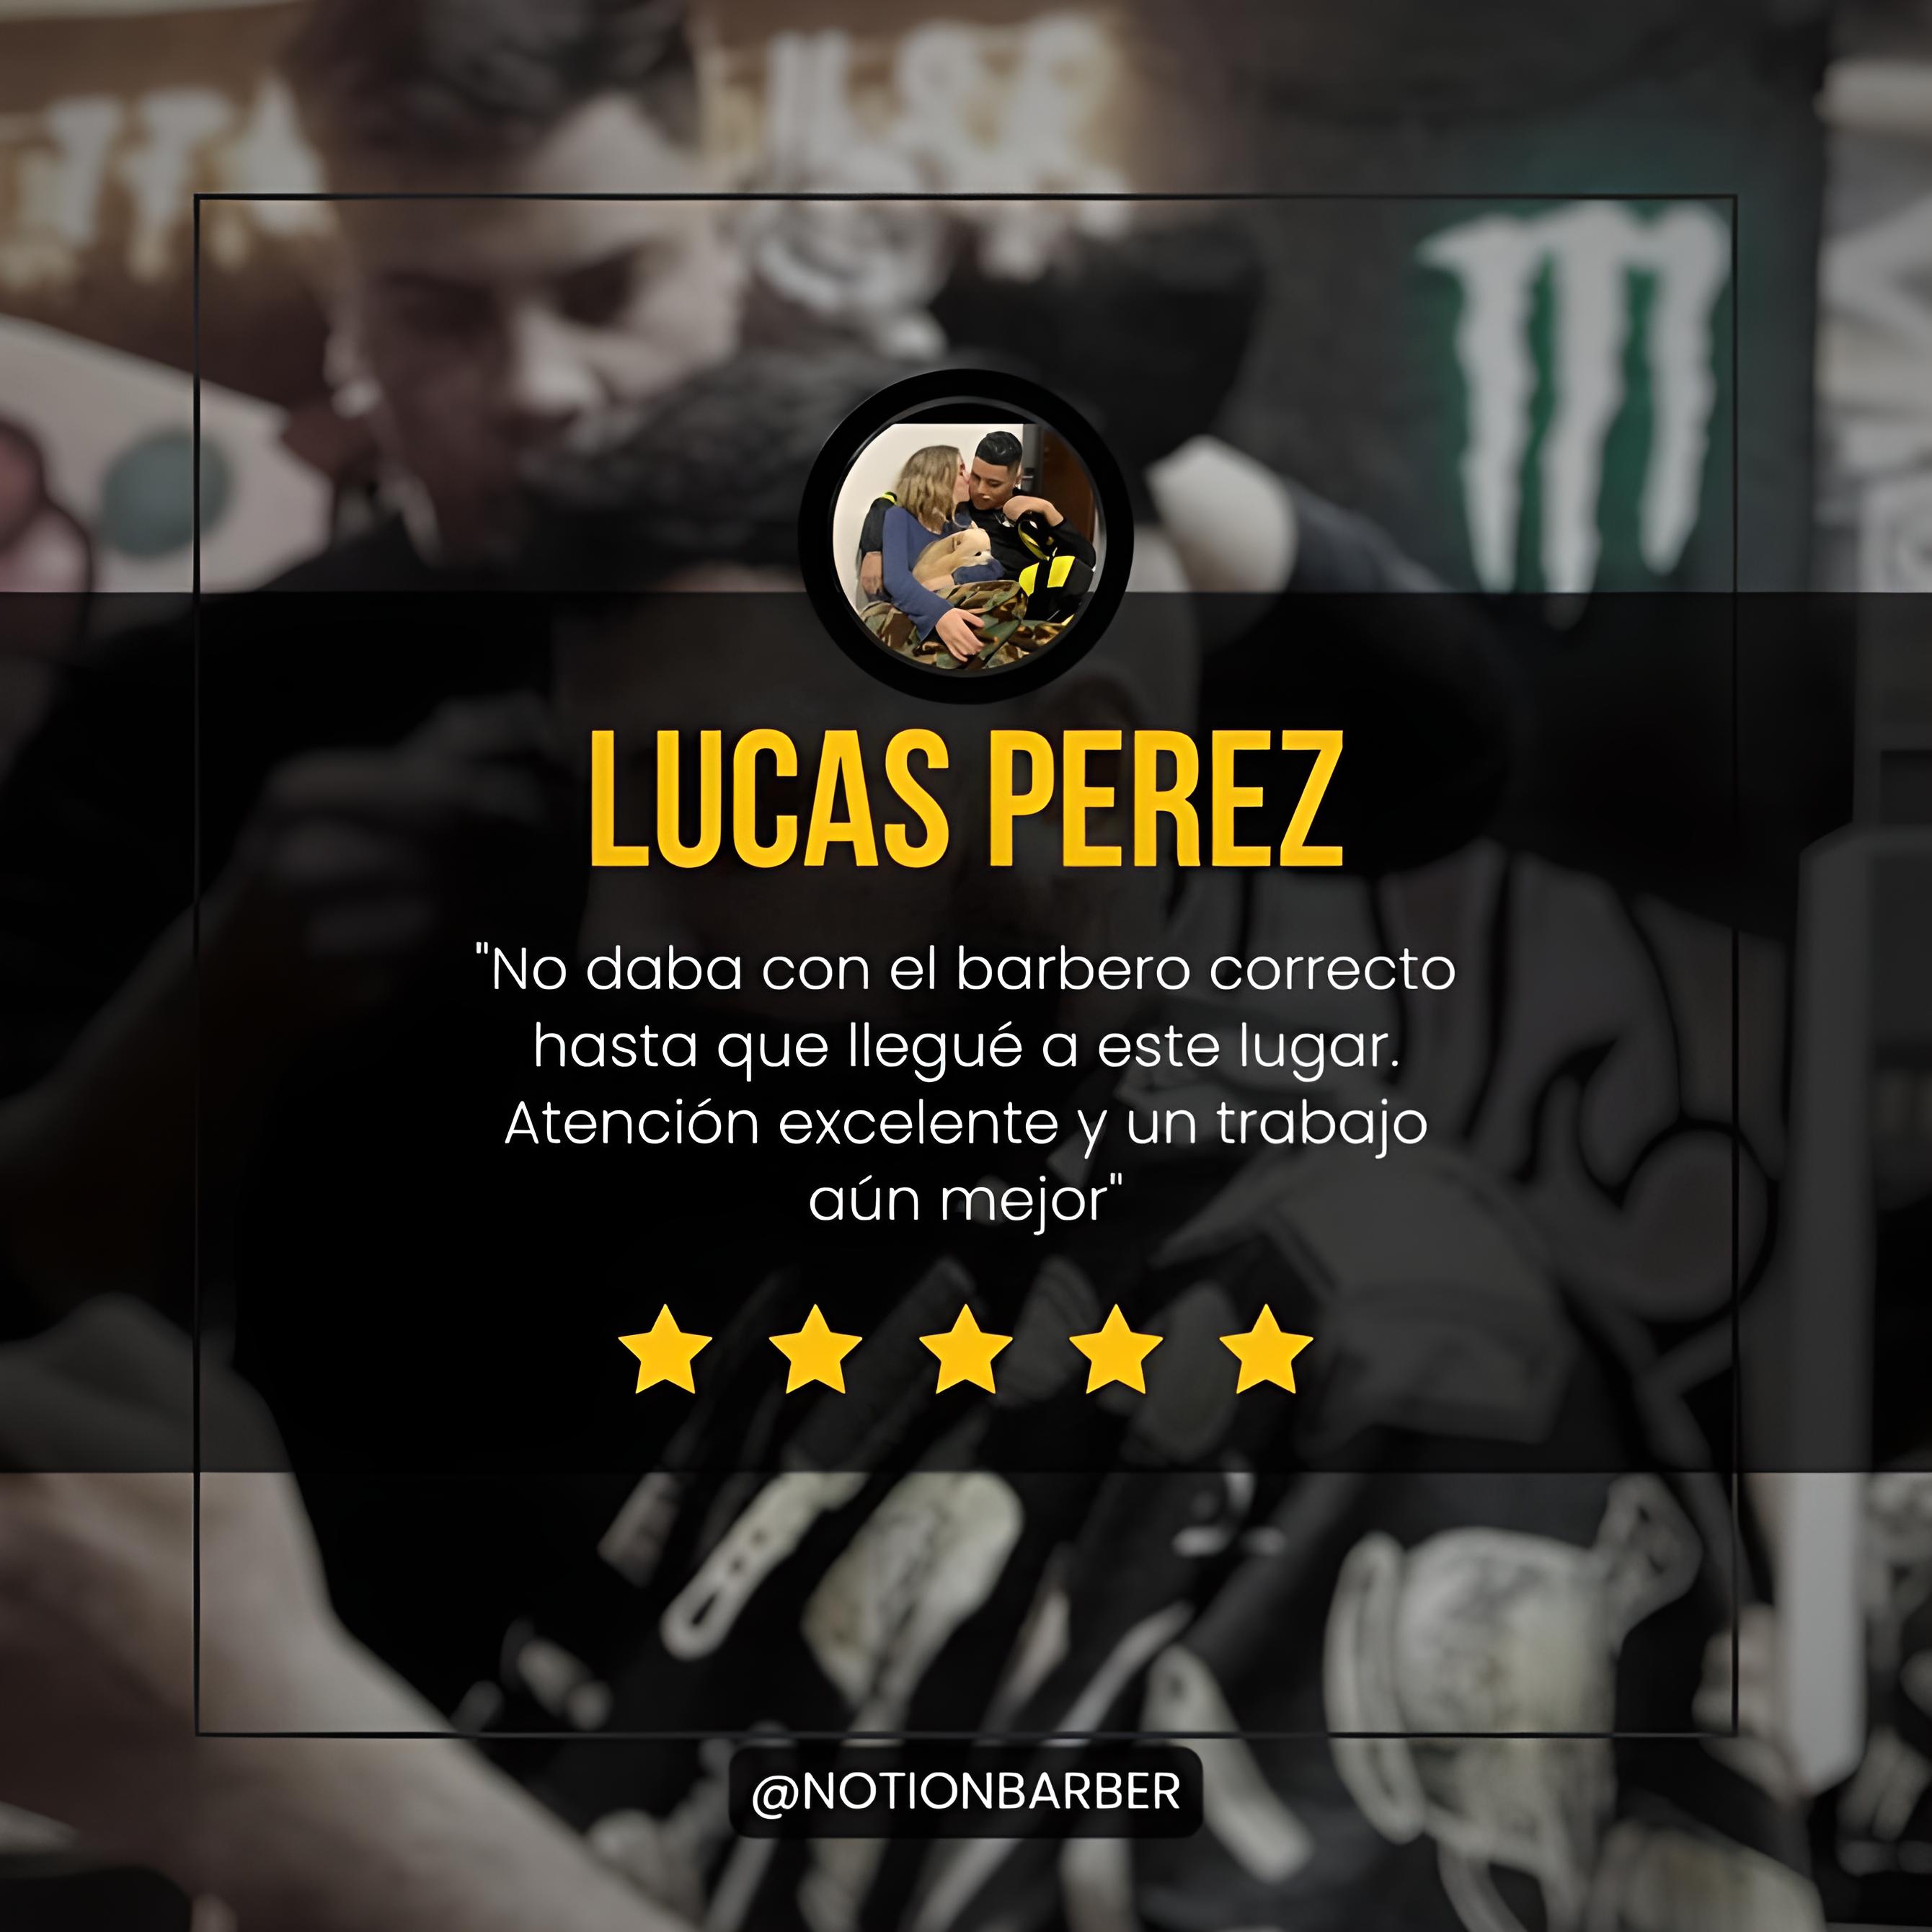 LUCAS PEREZ
"No daba con el barbero correcto
hasta que llegué a este lugar.
Atención excelente y un trabajo
aún mejor"
@NOTIONBARBER